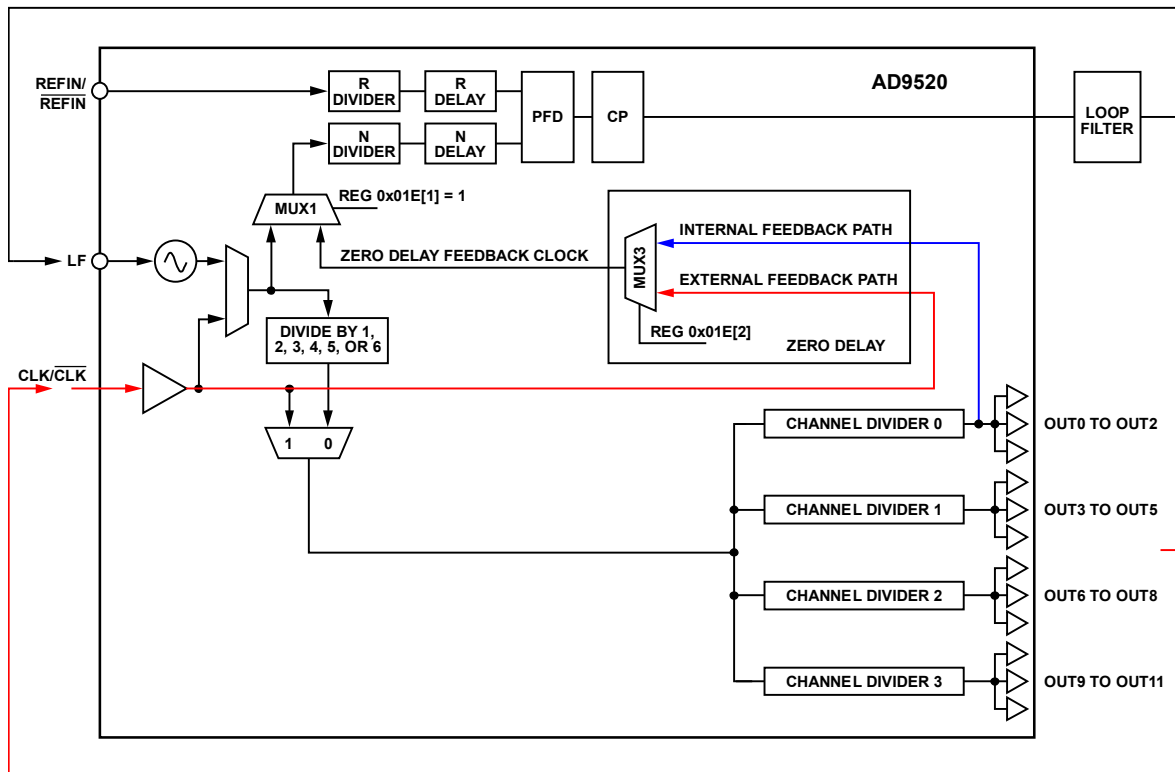 AD9520
REFIN/
REFIN
R
DIVIDER
R
DELAY
PFD
CP
LOOP
FILTER
N
DIVIDER
N
DELAY
MUX1
REG 0x01E[1] = 1
LF
ZERO DELAY FEEDBACK CLOCK
MUX3
INTERNAL FEEDBACK PATH
EXTERNAL FEEDBACK PATH
REG 0x01E[2]
ZERO DELAY
DIVIDE BY 1,
2, 3, 4, 5, OR 6
CLK/CLK
1 0
CHANNEL DIVIDER 0
OUT0 TO OUT2
CHANNEL DIVIDER 1
OUT3 TO OUT5
CHANNEL DIVIDER 2
OUT6 TO OUT8
CHANNEL DIVIDER 3
OUT9 TO OUT11